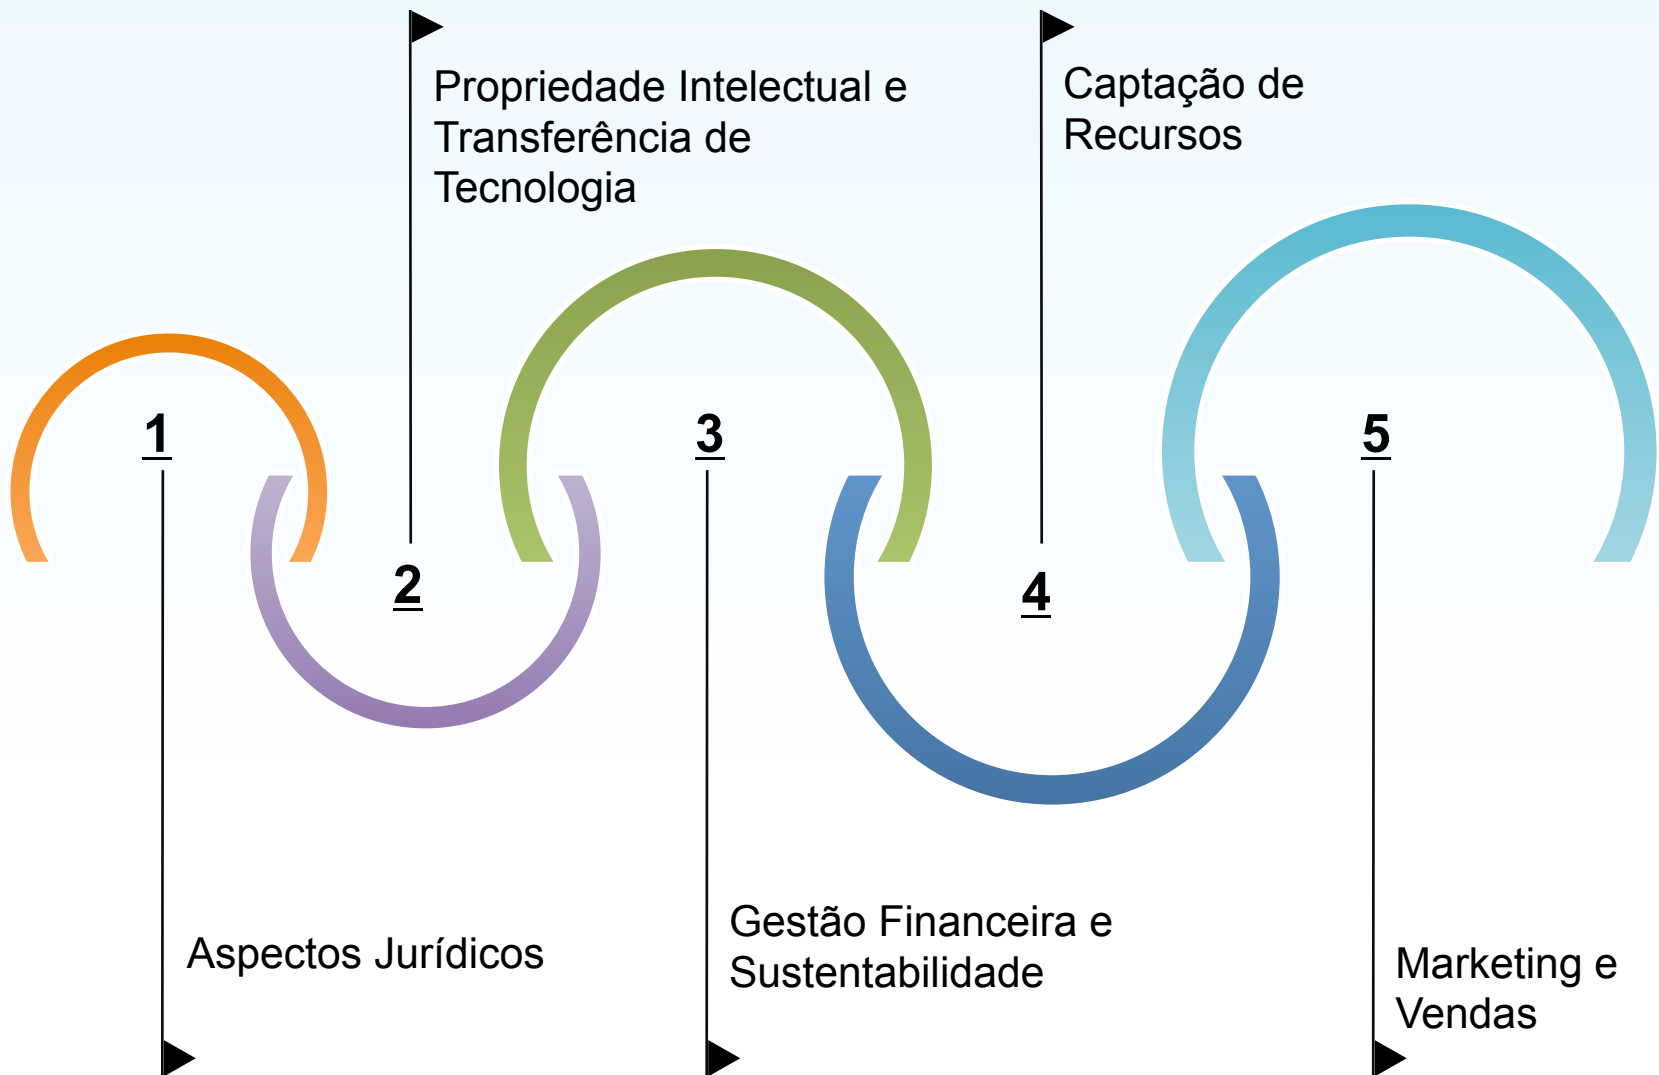 Propriedade Intelectual e
Transferência de
Tecnologia
Captação de
Recursos
1
2
3
4
5
Aspectos Jurídicos
Gestão Financeira e
Sustentabilidade
Marketing e
Vendas